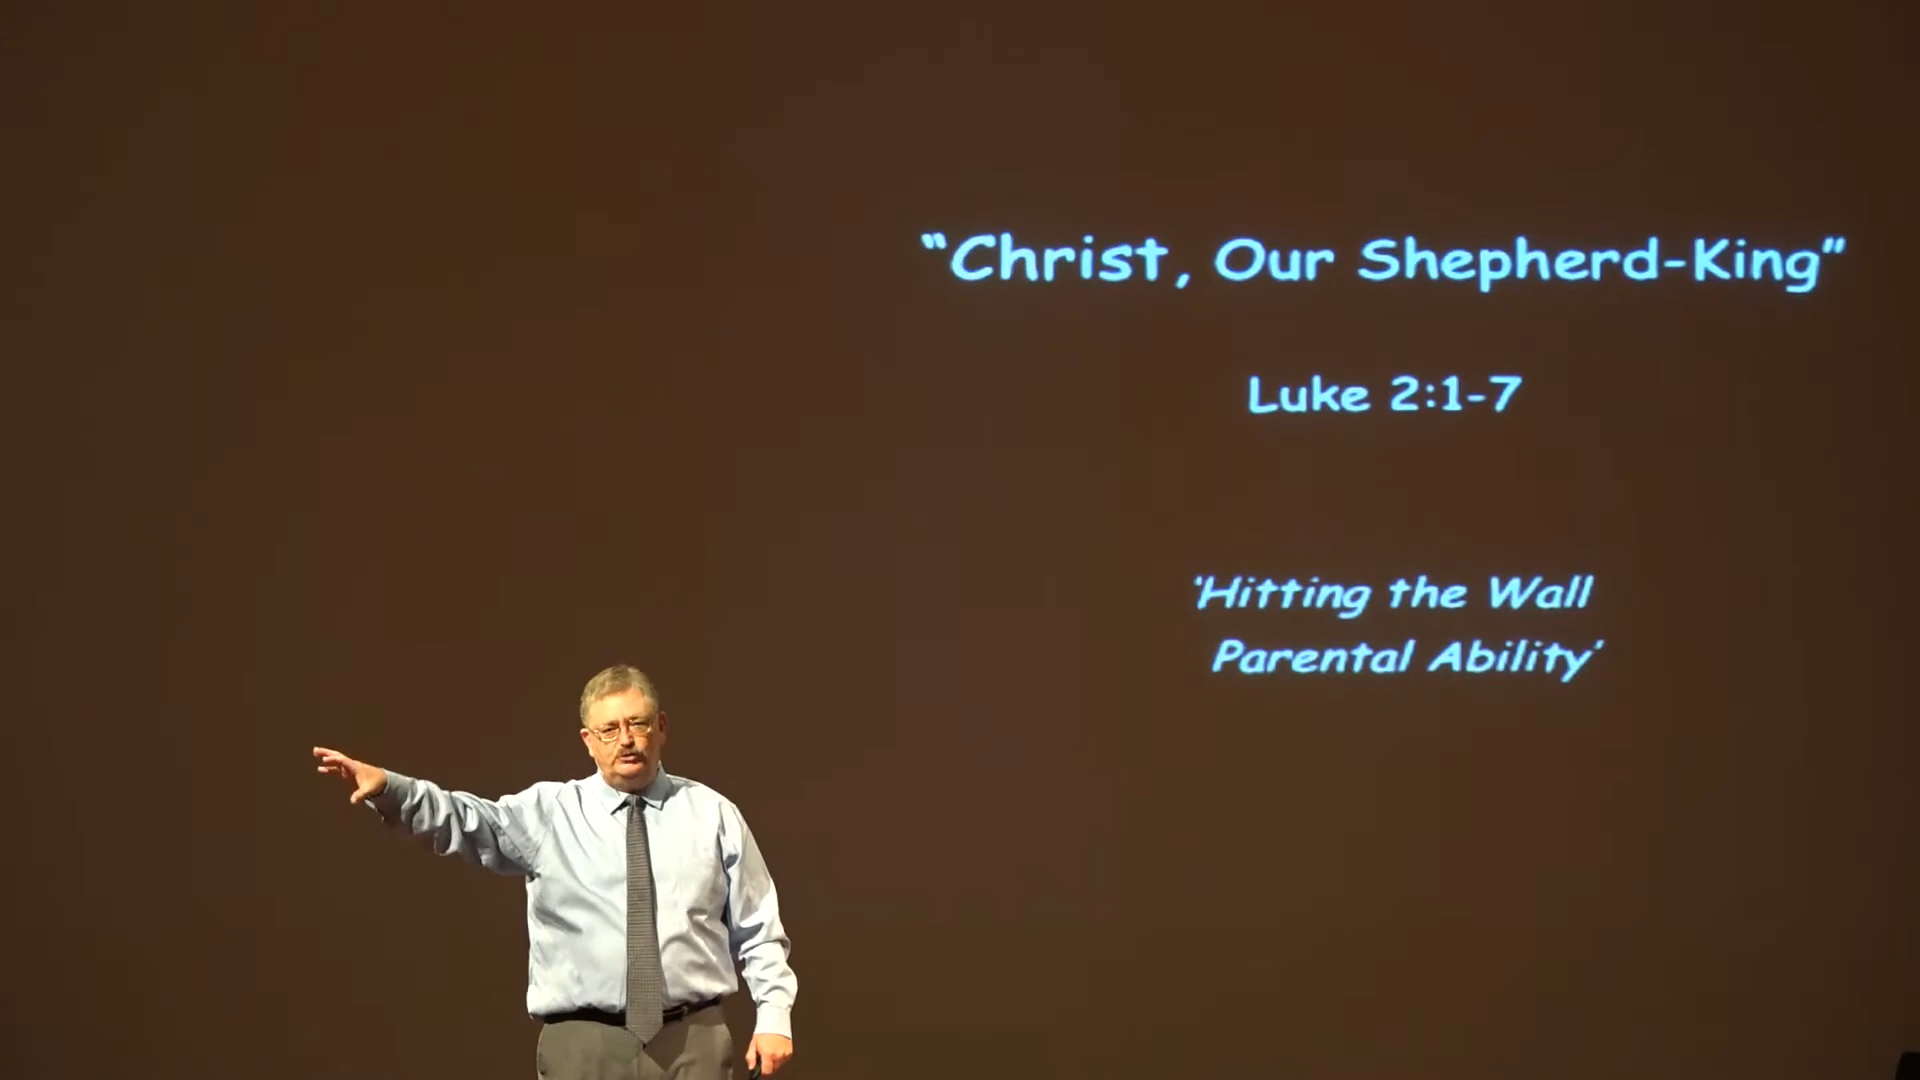 “Christ, Our Shepherd-King”
Luke 2:1-7
‘Hitting the Wall
Parental Ability’